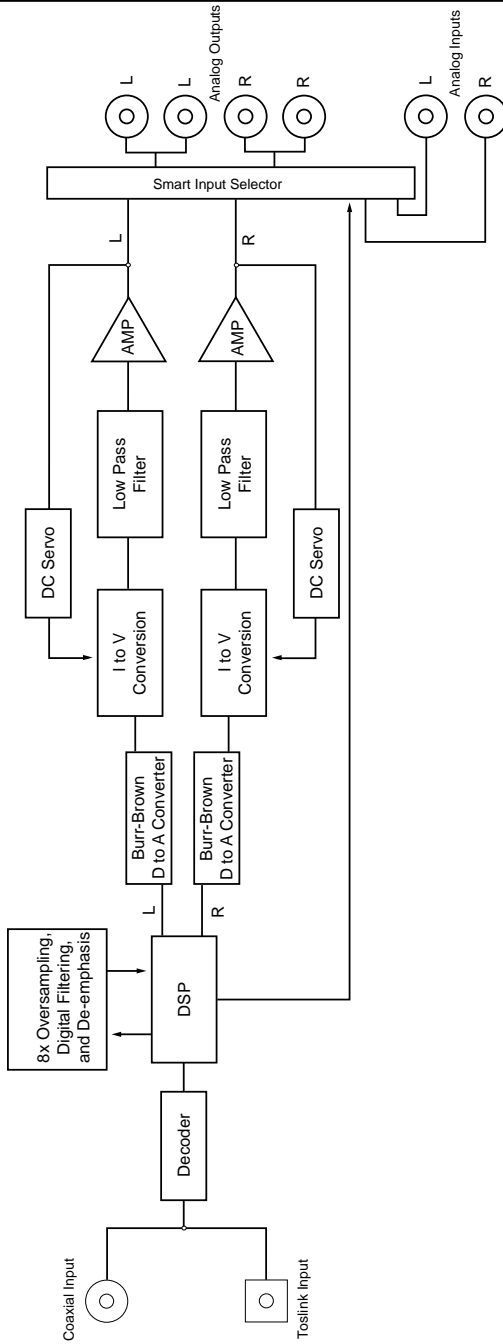 Coaxial Input
Toslink Input
Decoder
8x Oversampling,
Digital Filtering,
and De-emphasis
DSP
L
R
Burr-Brown
D to A Converter
Burr-Brown
D to A Converter
I to V
Conversion
I to V
Conversion
DC Servo
DC Servo
Low Pass
Filter
Low Pass
Filter
AMP
AMP
L
R
Smart Input Selector
L
L
Analog Outputs
R
R
L
Analog Inputs
R